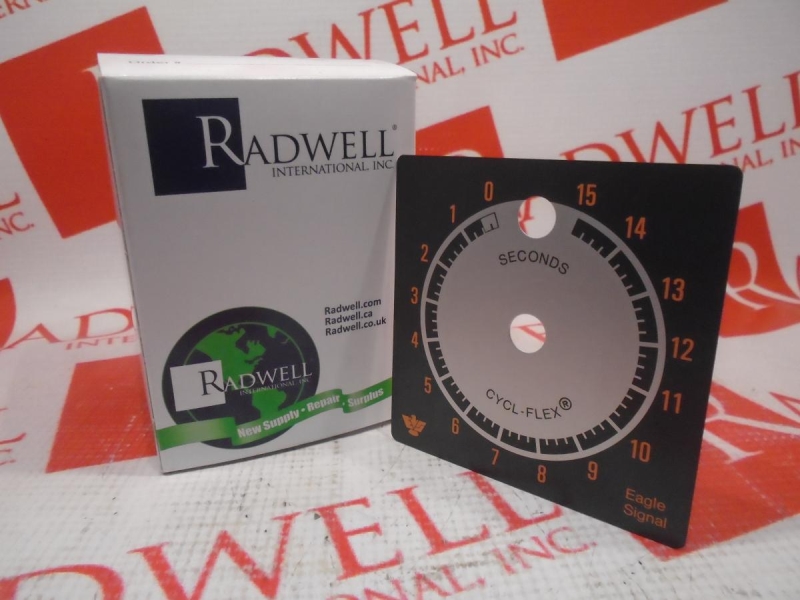 RADWELL®
INTERNATIONAL, INC.
Radwell.com
Radwell.ca
Radwell.co.uk
RADWELL
INTERNATIONAL, INC.
New Supply • Repair • Surplus
0
15
1
14
2
13
3
12
4
11
5
10
6
9
7
8
SECONDS
CYCL·FLEX®
Eagle
Signal
RADWELL
INTERNATIONAL, INC.